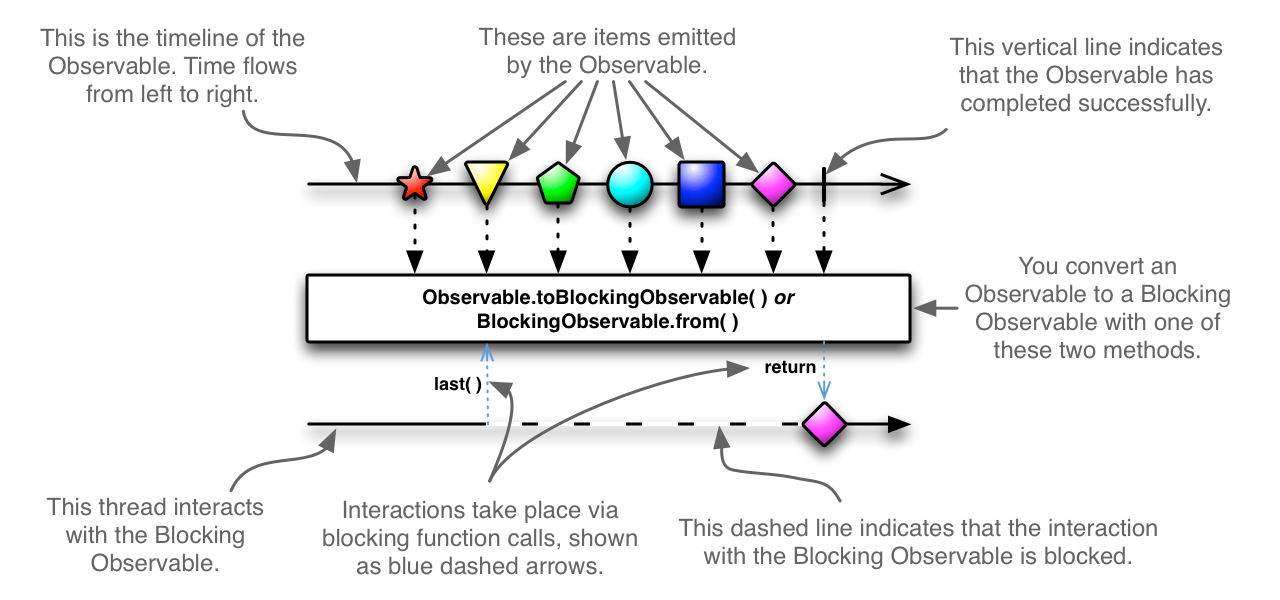 This is the timeline of the
Observable. Time flows
from left to right.
These are items emitted
by the Observable.
This vertical line indicates
that the Observable has
completed successfully.
Observable.toBlockingObservable( ) or
BlockingObservable.from( )
You convert an
Observable to a Blocking
Observable with one of
these two methods.
last( )
return
This thread interacts
with the Blocking
Observable.
Interactions take place via
blocking function calls, shown
as blue dashed arrows.
This dashed line indicates that the interaction
with the Blocking Observable is blocked.